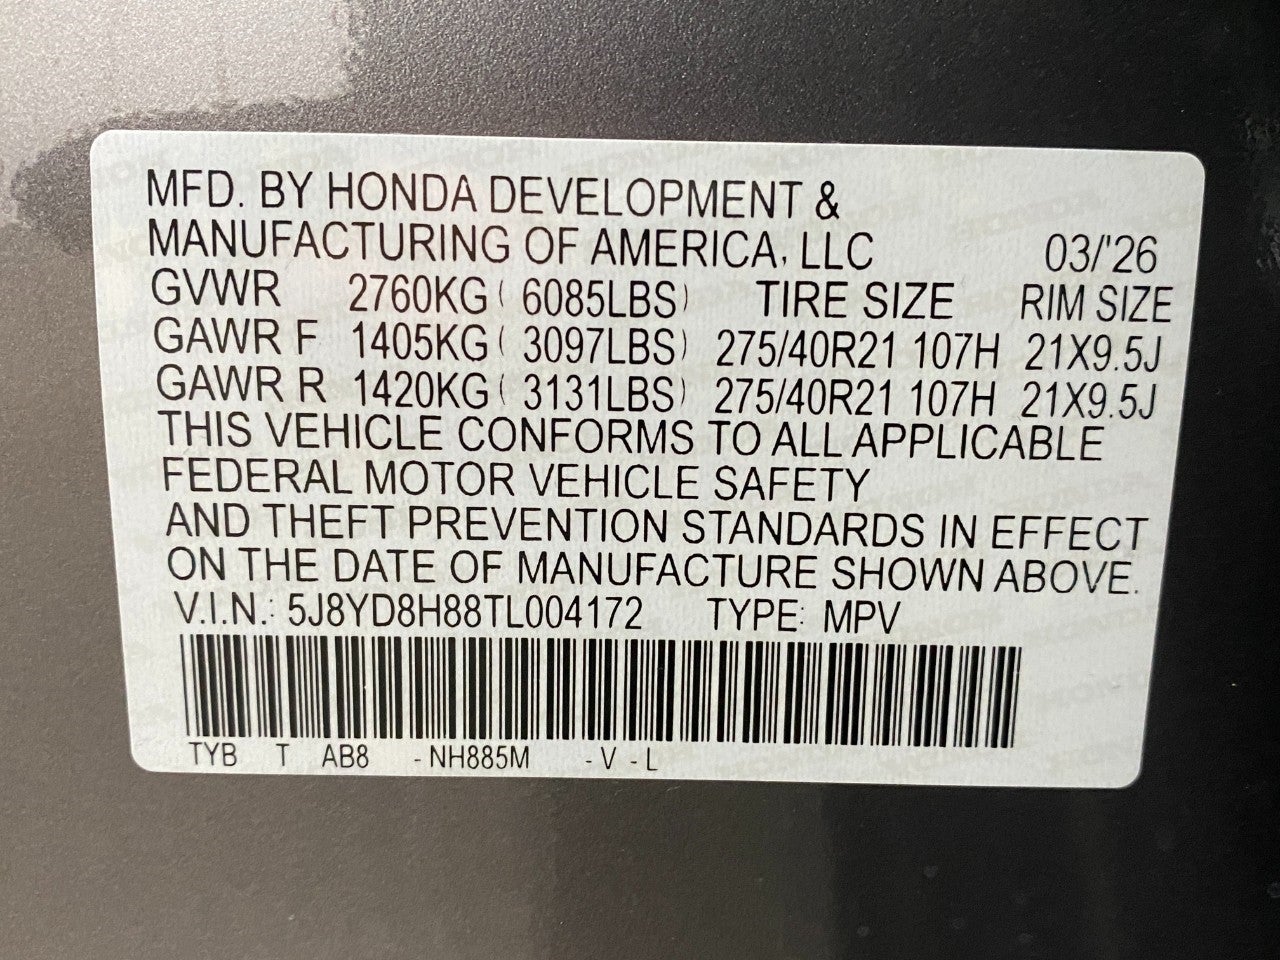 MFD. BY HONDA DEVELOPMENT &
MANUFACTURING OF AMERICA, LLC 03/'26
GVWR 2760KG ( 6085LBS) TIRE SIZE RIM SIZE
GAWR F 1405KG ( 3097LBS) 275/40R21 107H 21X9.5J
GAWR R 1420KG ( 3131LBS) 275/40R21 107H 21X9.5J
THIS VEHICLE CONFORMS TO ALL APPLICABLE
FEDERAL MOTOR VEHICLE SAFETY
AND THEFT PREVENTION STANDARDS IN EFFECT
ON THE DATE OF MANUFACTURE SHOWN ABOVE.
V.I.N.: 5J8YD8H88TL004172 TYPE: MPV
TYB T AB8 - NH885M - V - L